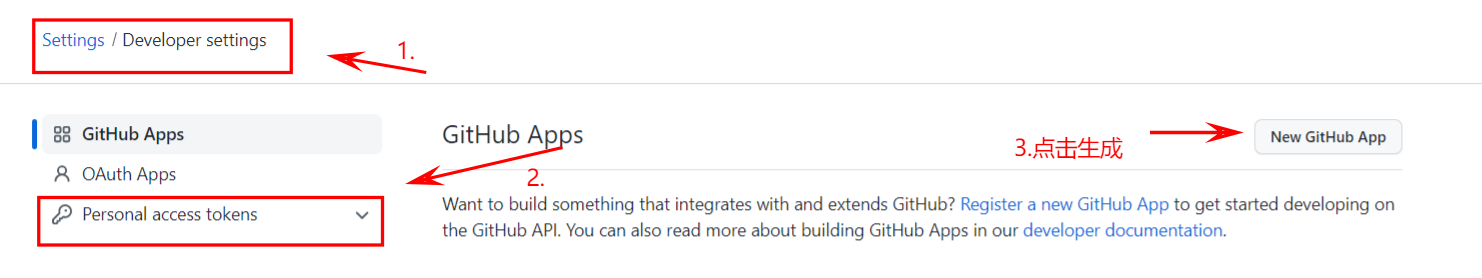 Settings / Developer settings
1.
GitHub Apps
OAuth Apps
2.
Personal access tokens
GitHub Apps
3.点击生成
New GitHub App
Want to build something that integrates with and extends GitHub? Register a new GitHub App to get started developing on
the GitHub API. You can also read more about building GitHub Apps in our developer documentation.